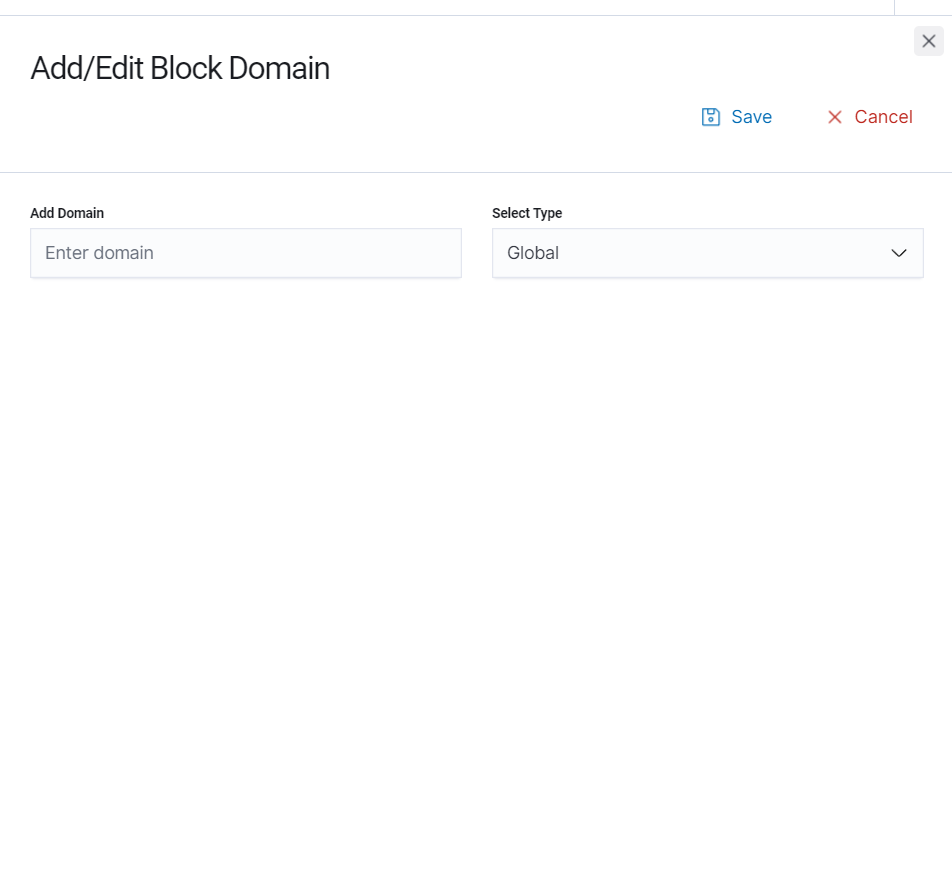 Add/Edit Block Domain
Save
Cancel
Add Domain
Select Type
Enter domain
Global